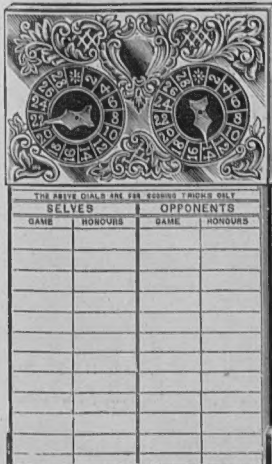 THE ABOVE DIALS ARE FOR SCORING TRICKS ONLY
SELVES OPPONENTS
GAME HONOURS GAME HONOURS